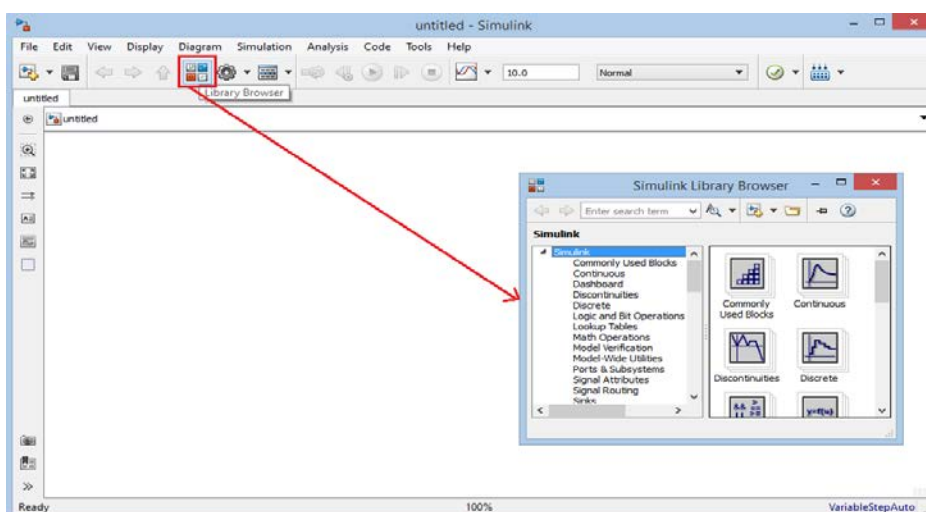 untitled - Simulink
File Edit View Display Diagram Simulation Analysis Code Tools Help
10.0 Normal
Library Browser
untitled
untitled
Simulink Library Browser
Enter search term
Simulink
Simulink
Commonly Used Blocks
Continuous
Dashboard
Discontinuities
Discrete
Logic and Bit Operations
Lookup Tables
Math Operations
Model Verification
Model-Wide Utilities
Ports & Subsystems
Signal Attributes
Signal Routing
Sinks
Commonly
Used Blocks
Continuous
Discontinuities
Discrete
y=f(u)
Ready 100% VariableStepAuto